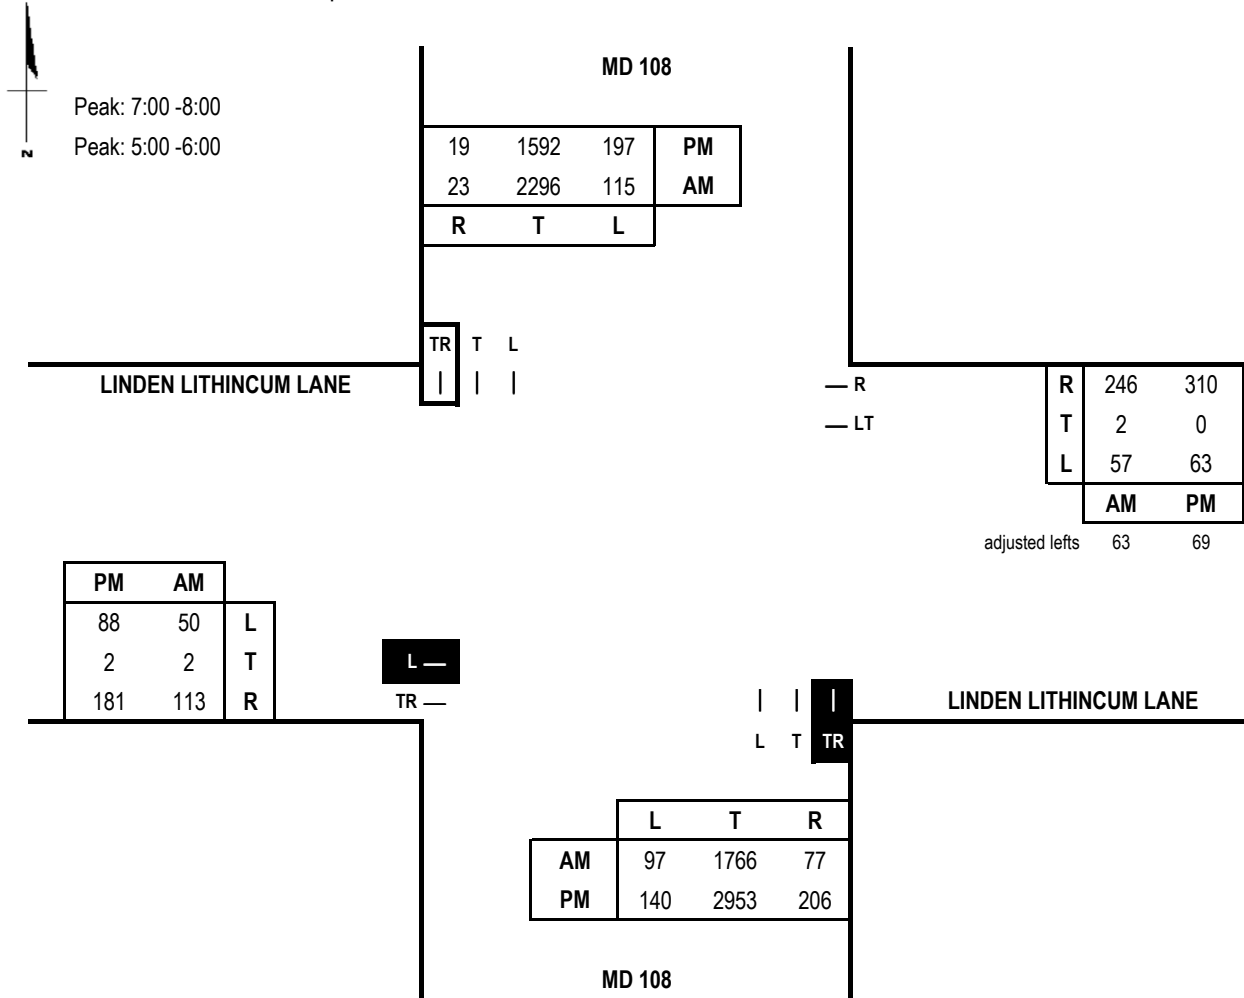 MD 108
Peak: 7:00 -8:00
Peak: 5:00 -6:00
19 1592 197 PM
23 2296 115 AM
R T L
TR T L
LINDEN LITHINCUM LANE
R
LT
R 246 310
T 2 0
L 57 63
AM PM
adjusted lefts 63 69
PM AM
88 50 L
2 2 T
181 113 R
L
TR
LINDEN LITHINCUM LANE
L T TR
L T R
AM 97 1766 77
PM 140 2953 206
MD 108
N